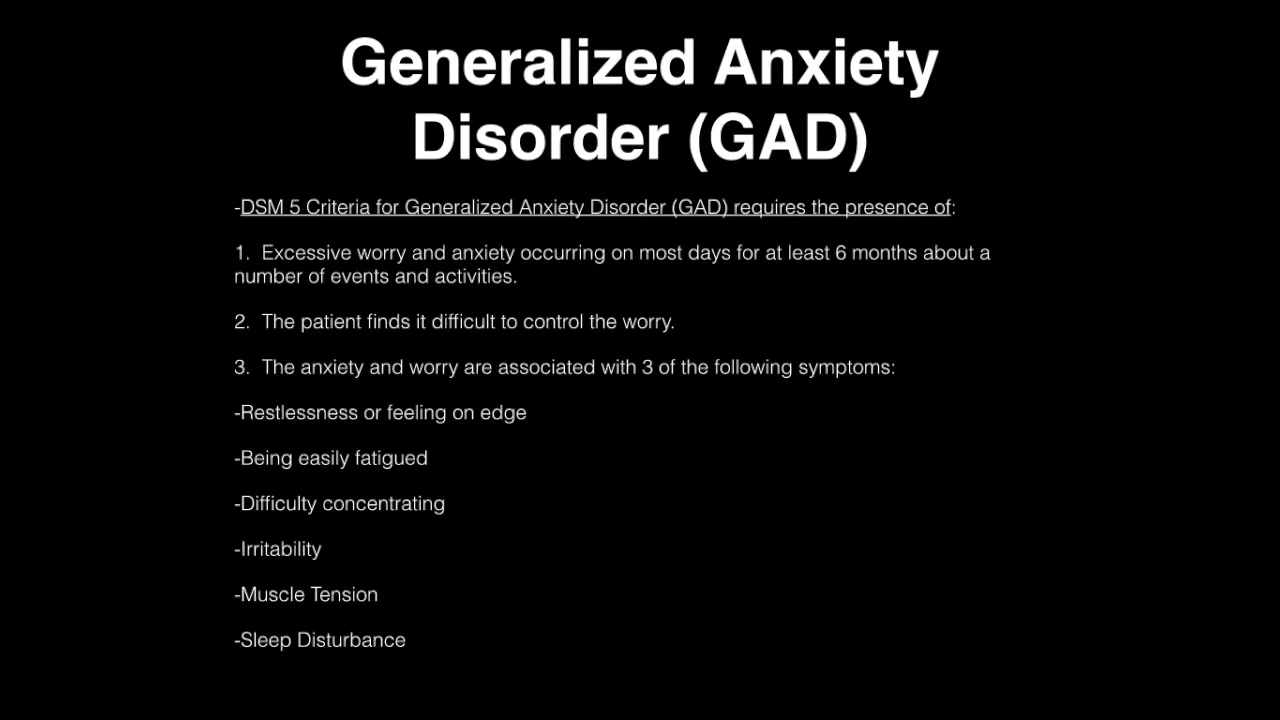 Generalized Anxiety
Disorder (GAD)
-DSM 5 Criteria for Generalized Anxiety Disorder (GAD) requires the presence of:
1.  Excessive worry and anxiety occurring on most days for at least 6 months about a
number of events and activities.
2.  The patient finds it difficult to control the worry.
3.  The anxiety and worry are associated with 3 of the following symptoms:
-Restlessness or feeling on edge
-Being easily fatigued
-Difficulty concentrating
-Irritability
-Muscle Tension
-Sleep Disturbance